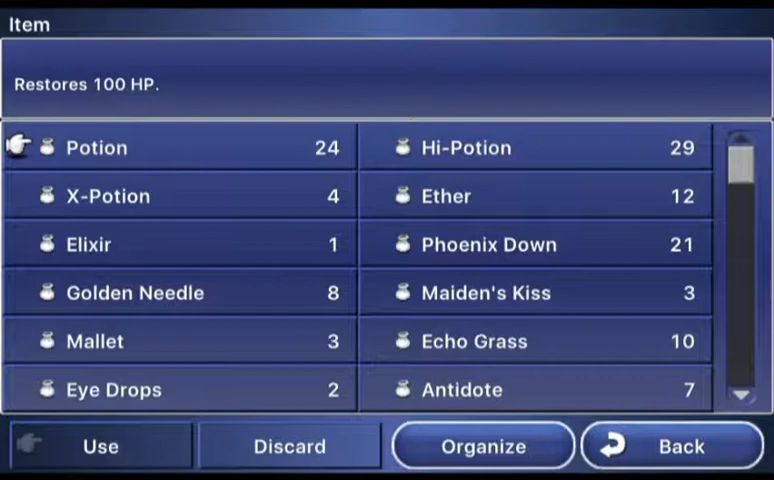 Item
Restores 100 HP.
Potion 24 Hi-Potion 29
X-Potion 4 Ether 12
Elixir 1 Phoenix Down 21
Golden Needle 8 Maiden's Kiss 3
Mallet 3 Echo Grass 10
Eye Drops 2 Antidote 7
Use Discard Organize Back